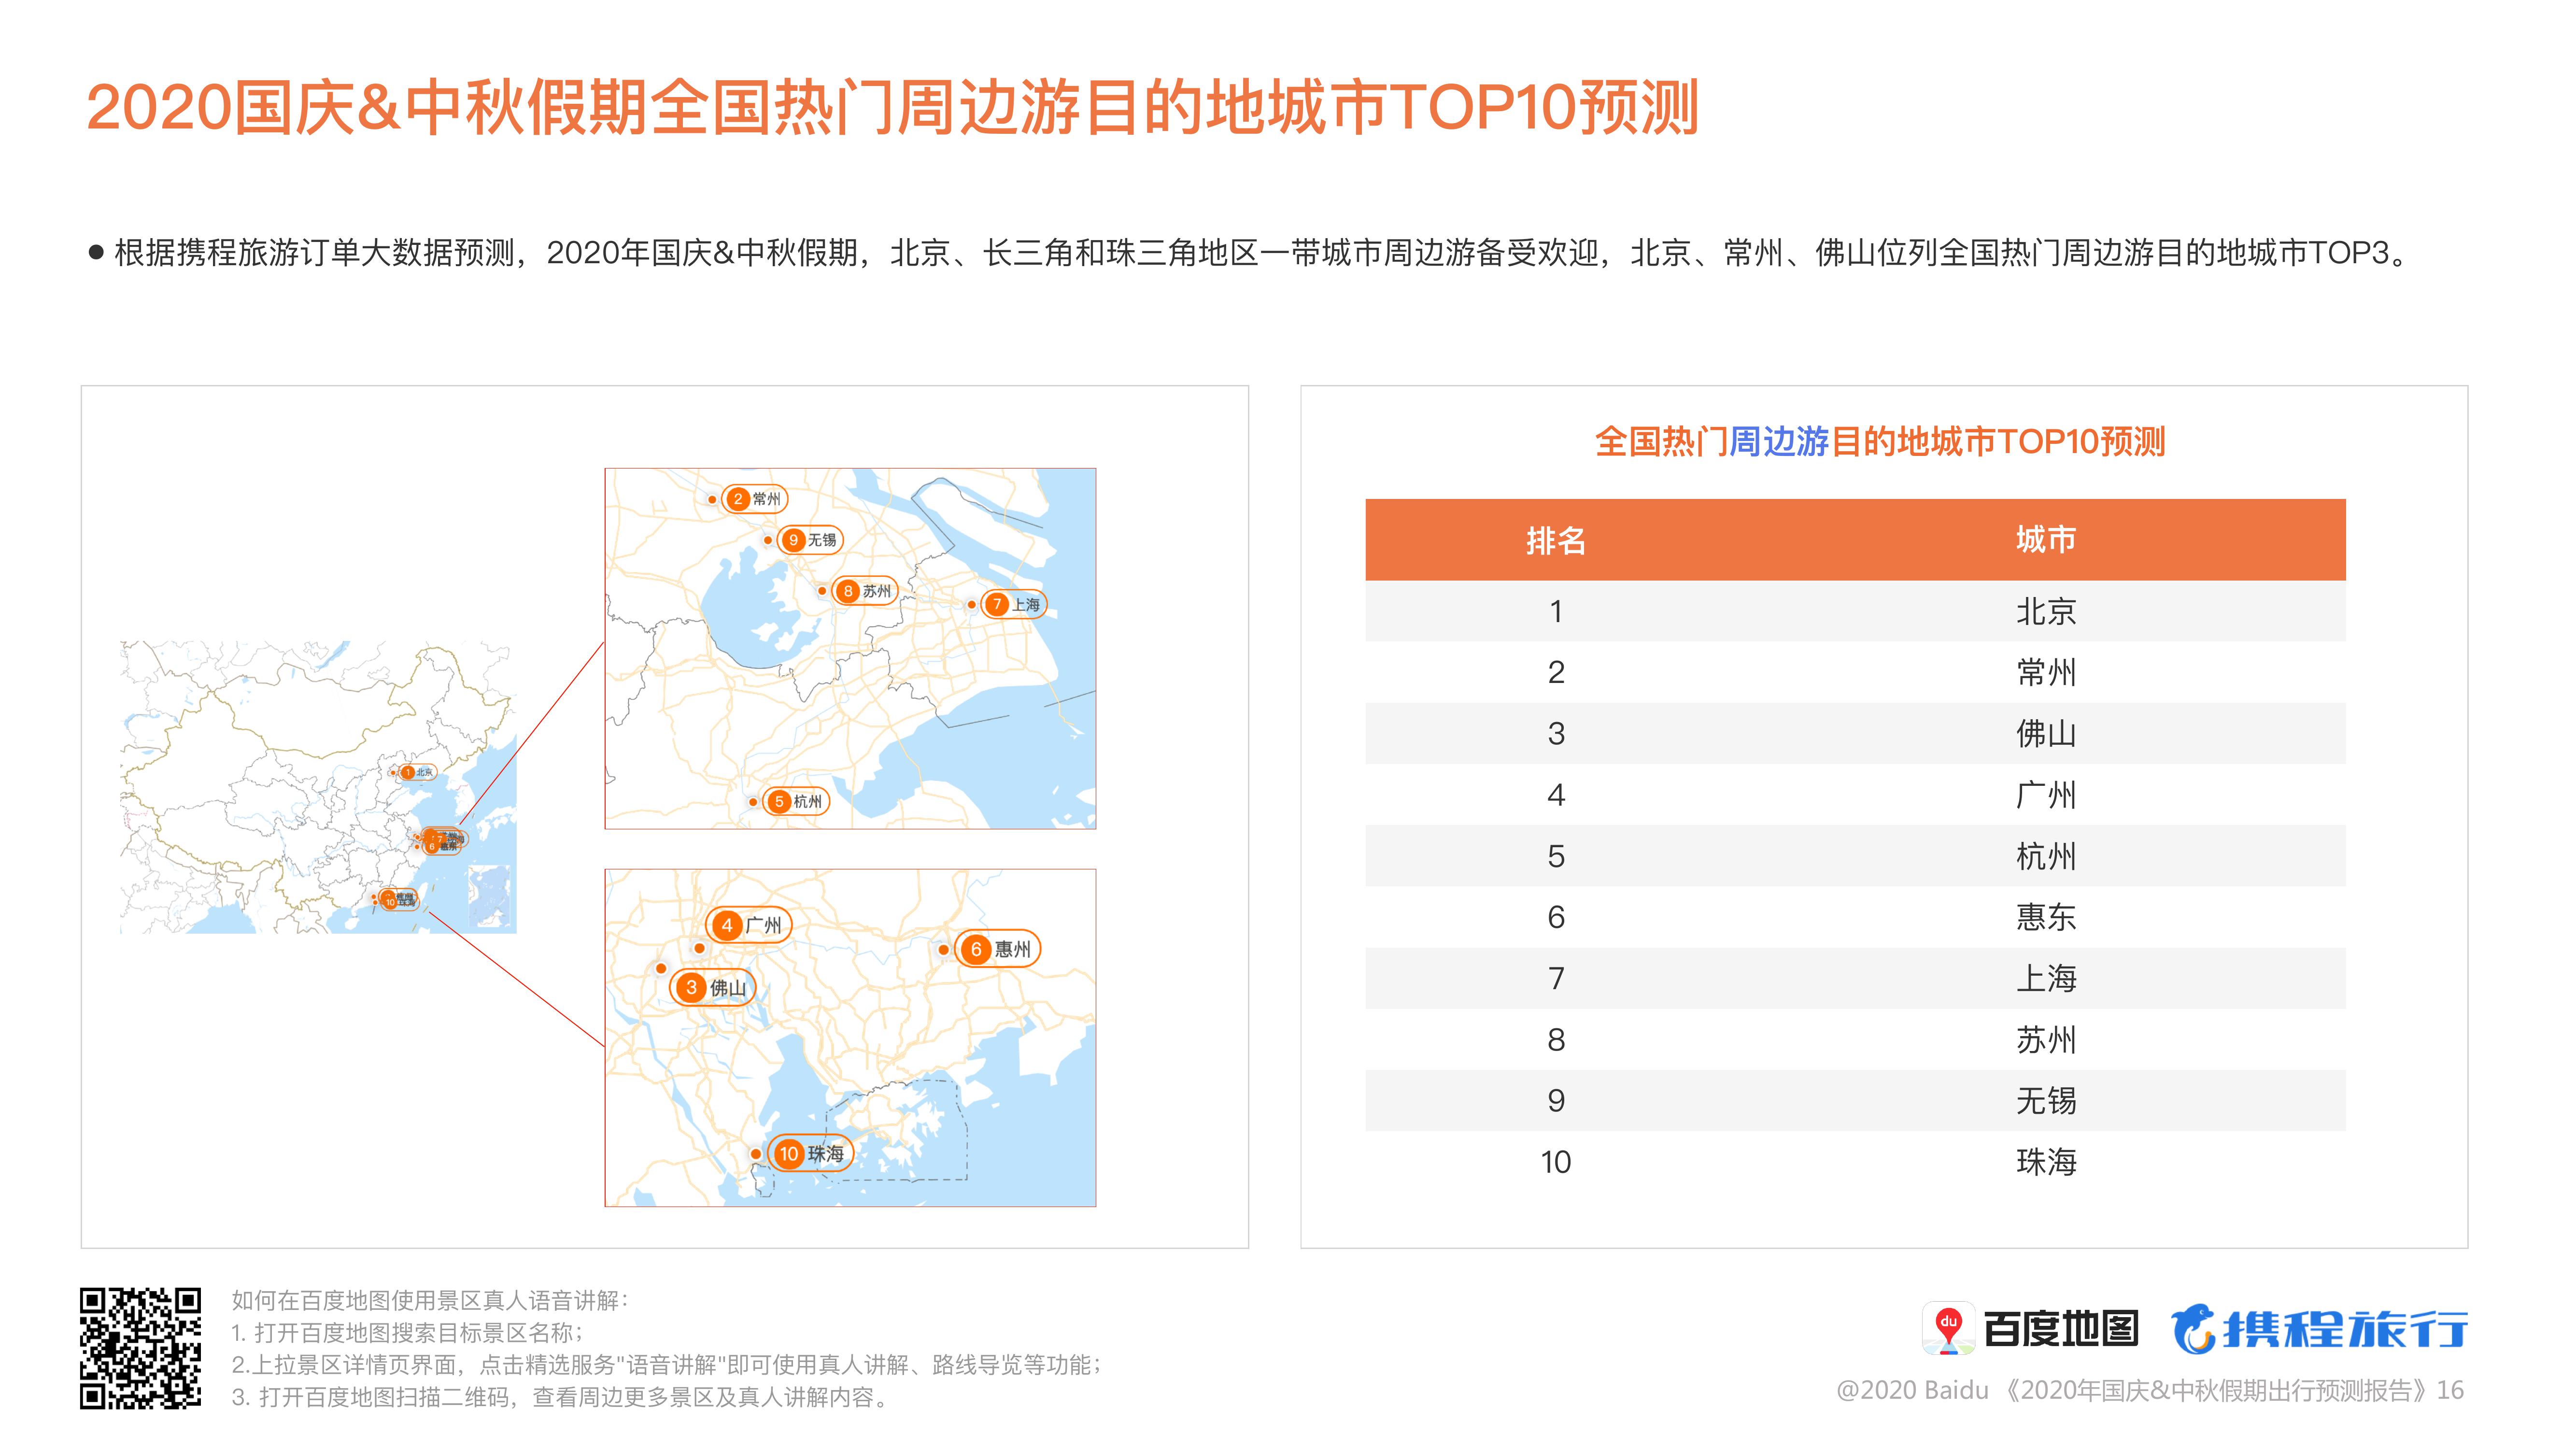 2020国庆&中秋假期全国热门周边游目的地城市TOP10预测
● 根据携程旅游订单大数据预测，2020年国庆&中秋假期，北京、长三角和珠三角地区一带城市周边游备受欢迎，北京、常州、佛山位列全国热门周边游目的地城市TOP3。
1 北京
7
6 惠东
10
2 常州
9 无锡
8 苏州
7 上海
5 杭州
4 广州
6 惠州
3 佛山
10 珠海
全国热门周边游目的地城市TOP10预测
排名 城市
1 北京
2 常州
3 佛山
4 广州
5 杭州
6 惠东
7 上海
8 苏州
9 无锡
10 珠海
如何在百度地图使用景区真人语音讲解：
1. 打开百度地图搜索目标景区名称；
2.上拉景区详情页界面，点击精选服务"语音讲解"即可使用真人讲解、路线导览等功能；
3. 打开百度地图扫描二维码，查看周边更多景区及真人讲解内容。
du 百度地图 携程旅行
@2020 Baidu 《2020年国庆&中秋假期出行预测报告》16